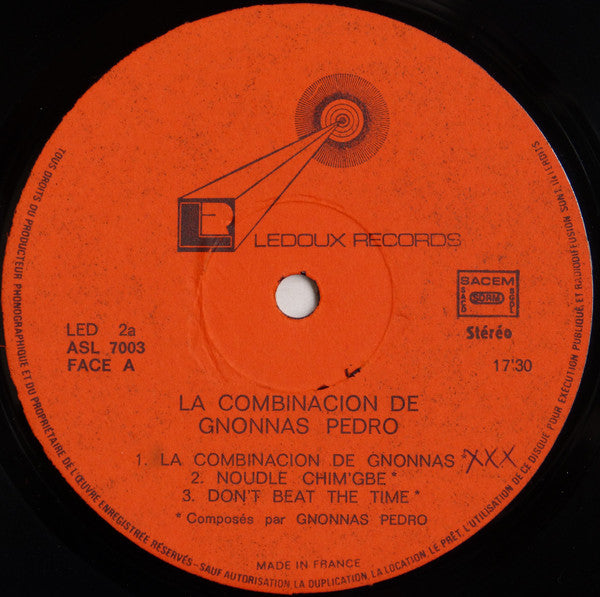 LR
LEDOUX RECORDS
SACEM
SACD SDRM SGDL
Stéréo
LED 2a
ASL 7003
FACE A
17'30
LA COMBINACION DE
GNONNAS PEDRO
1. LA COMBINACION DE GNONNAS * XXX
2. NOUDLE CHIM'GBE *
3. DON'T BEAT THE TIME *
* Composés par GNONNAS PEDRO
MADE IN FRANCE
TOUS DROITS DU PRODUCTEUR PHONOGRAPHIQUE ET DU PROPRIÉTAIRE DE L'ŒUVRE ENREGISTRÉE RÉSERVÉS - SAUF AUTORISATION, LA DUPLICATION, LA LOCATION, LE PRÊT, L'UTILISATION DE CE DISQUE POUR EXÉCUTION PUBLIQUE ET RADIODIFFUSION SONT INTERDITS